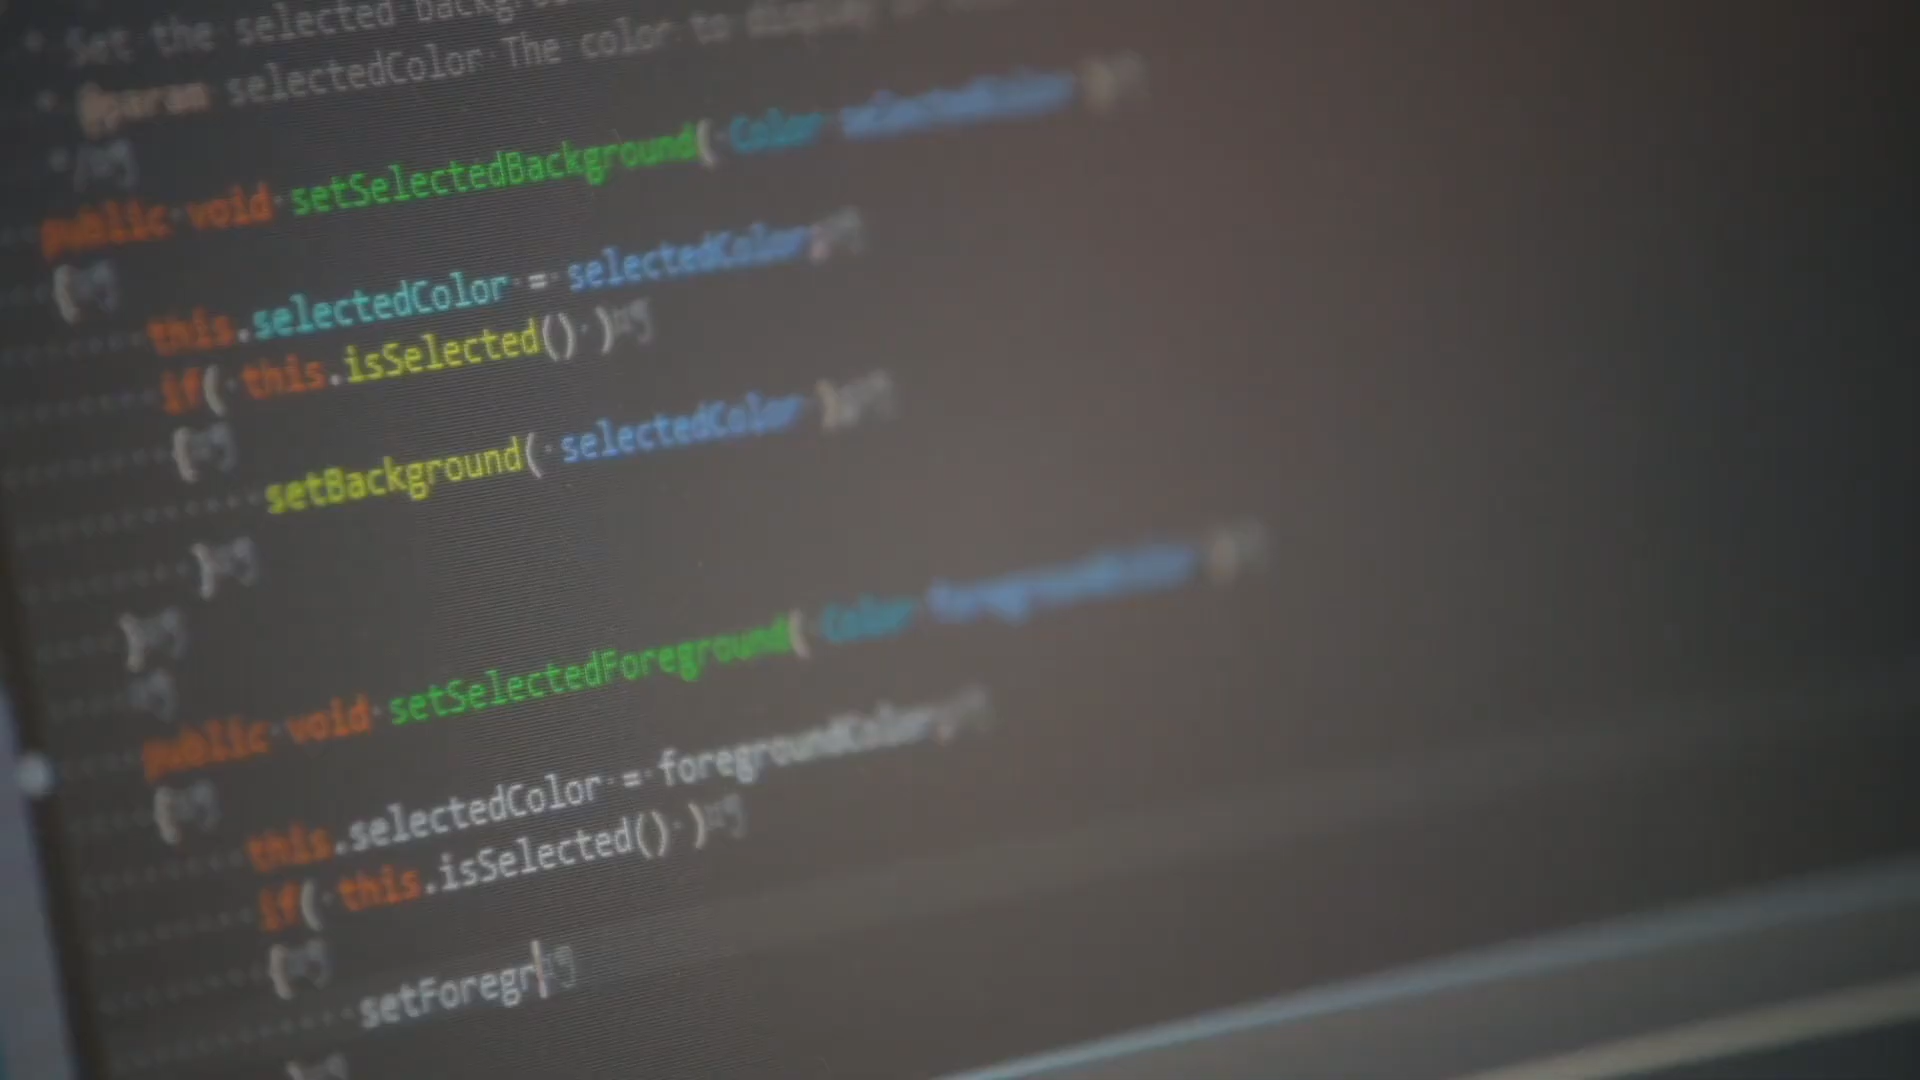 * Set the selected backgro
* @param selectedColor The color to display
*/
public void setSelectedBackground( Color selectedColor )
{
this.selectedColor = selectedColor;
if( this.isSelected() )
{
setBackground( selectedColor );
}
}
public void setSelectedForeground( Color foregroundColor )
{
this.selectedColor = foregroundColor;
if( this.isSelected() )
{
setForegr
}